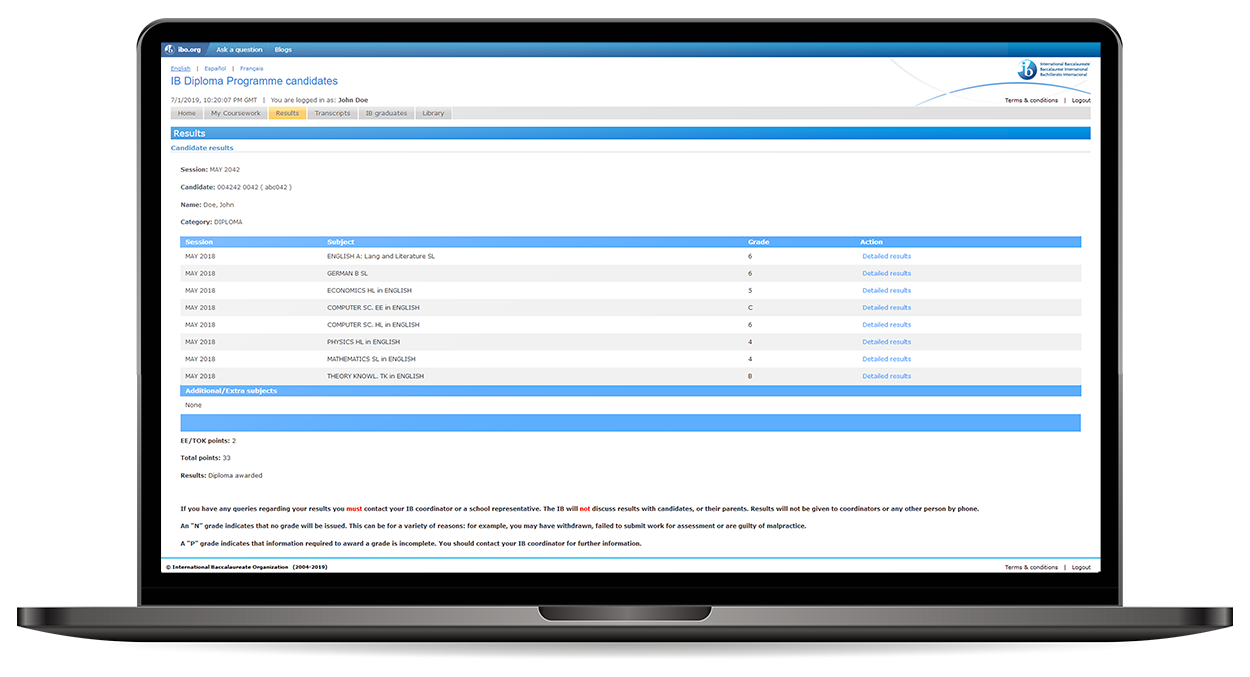 ibo.org Ask a question Blogs
English | Español | Français
IB Diploma Programme candidates
ib International Baccalaureate
Baccalauréat International
Bachillerato Internacional
7/1/2019, 10:20:07 PM GMT | You are logged in as: John Doe
Terms & conditions | Logout
Home My Coursework Results Transcripts IB graduates Library
Results
Candidate results
Session: MAY 2042
Candidate: 004242 0042 ( abc042 )
Name: Doe, John
Category: DIPLOMA
Session Subject Grade Action
MAY 2018 ENGLISH A: Lang and Literature SL 6 Detailed results
MAY 2018 GERMAN B SL 6 Detailed results
MAY 2018 ECONOMICS HL in ENGLISH 5 Detailed results
MAY 2018 COMPUTER SC. EE in ENGLISH C Detailed results
MAY 2018 COMPUTER SC. HL in ENGLISH 6 Detailed results
MAY 2018 PHYSICS HL in ENGLISH 4 Detailed results
MAY 2018 MATHEMATICS SL in ENGLISH 4 Detailed results
MAY 2018 THEORY KNOWL. TK in ENGLISH B Detailed results
Additional/Extra subjects
None
EE/TOK points: 2
Total points: 33
Results: Diploma awarded
If you have any queries regarding your results you must contact your IB coordinator or a school representative. The IB will not discuss results with candidates, or their parents. Results will not be given to coordinators or any other person by phone.
An "N" grade indicates that no grade will be issued. This can be for a variety of reasons: for example, you may have withdrawn, failed to submit work for assessment or are guilty of malpractice.
A "P" grade indicates that information required to award a grade is incomplete. You should contact your IB coordinator for further information.
© International Baccalaureate Organization (2004-2019)
Terms & conditions | Logout